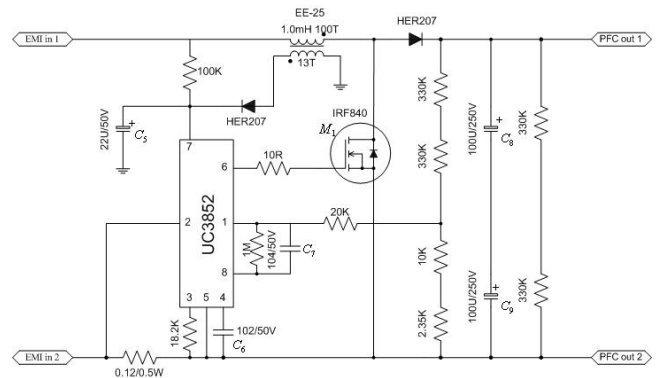 EE-25
1.0mH 100T
EMI in 1
PFC out 1
13T
HER207
100K
HER207
IRF840
M1
22U/50V
+
C5
7
330K
330K
100U/250V
+
C8
330K
6
10R
UC3852
2
1
20K
1M
104/50V
C7
8
10K
2.35K
100U/250V
+
C9
330K
3
5
4
18.2K
102/50V
C6
EMI in 2
0.12/0.5W
PFC out 2